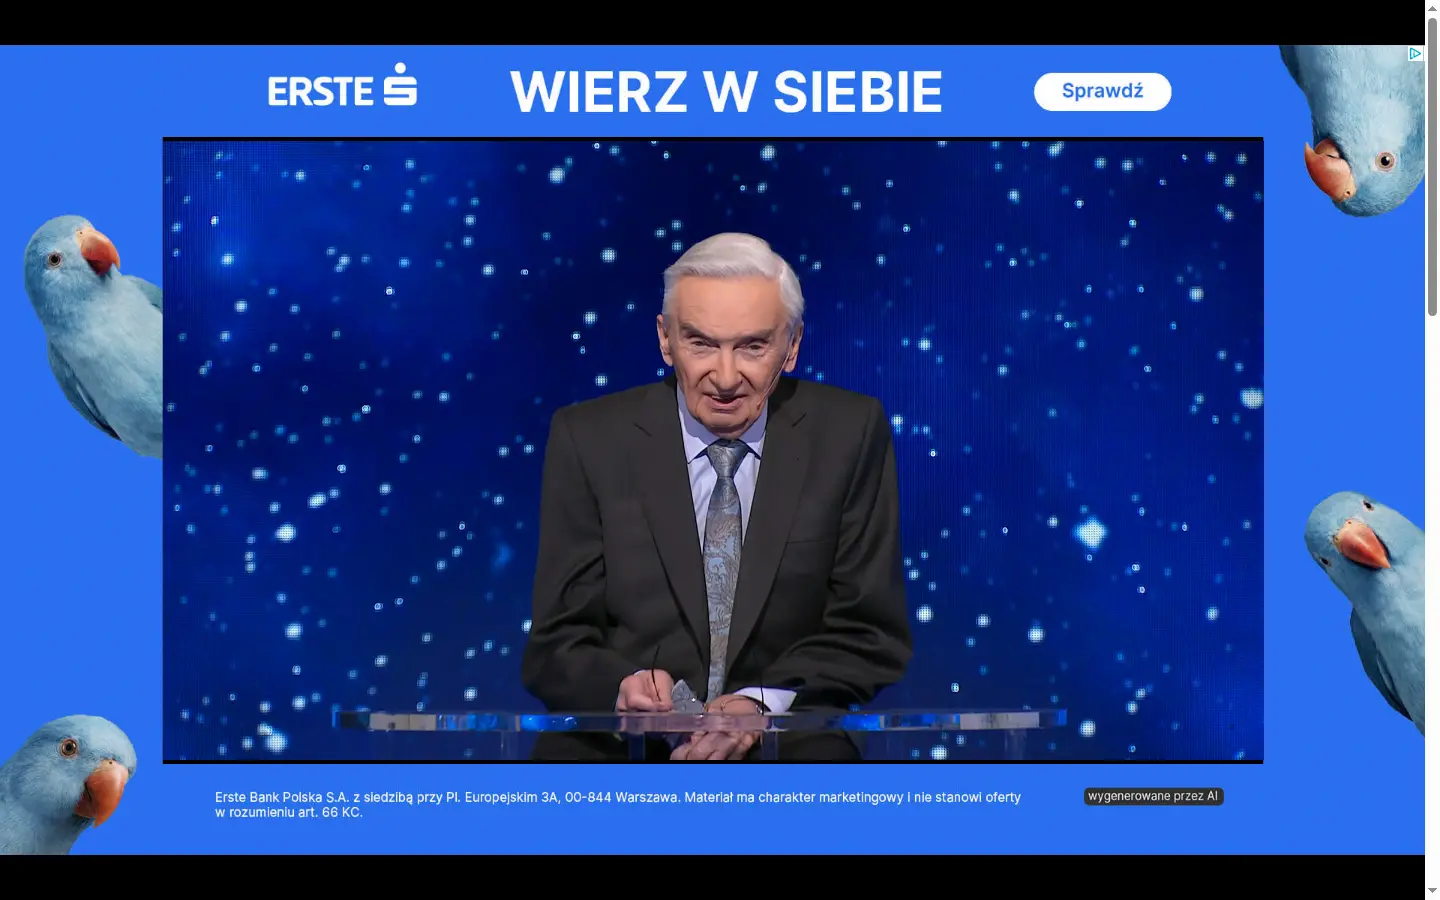 ERSTE
WIERZ W SIEBIE
Sprawdź
Erste Bank Polska S.A. z siedzibą przy Pl. Europejskim 3A, 00-844 Warszawa. Materiał ma charakter marketingowy i nie stanowi oferty
w rozumieniu art. 66 KC.
wygenerowane przez AI